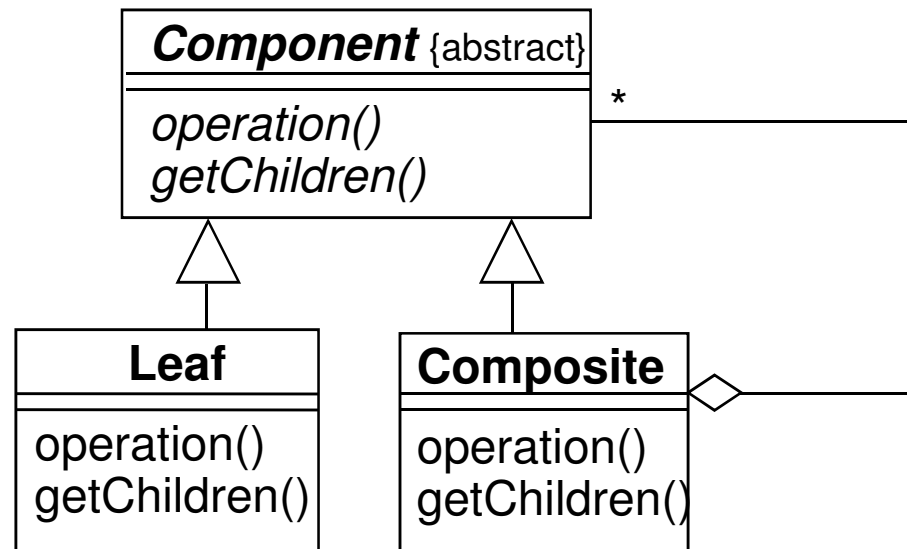 Component {abstract}
*
operation()
getChildren()
Leaf
operation()
getChildren()
Composite
operation()
getChildren()